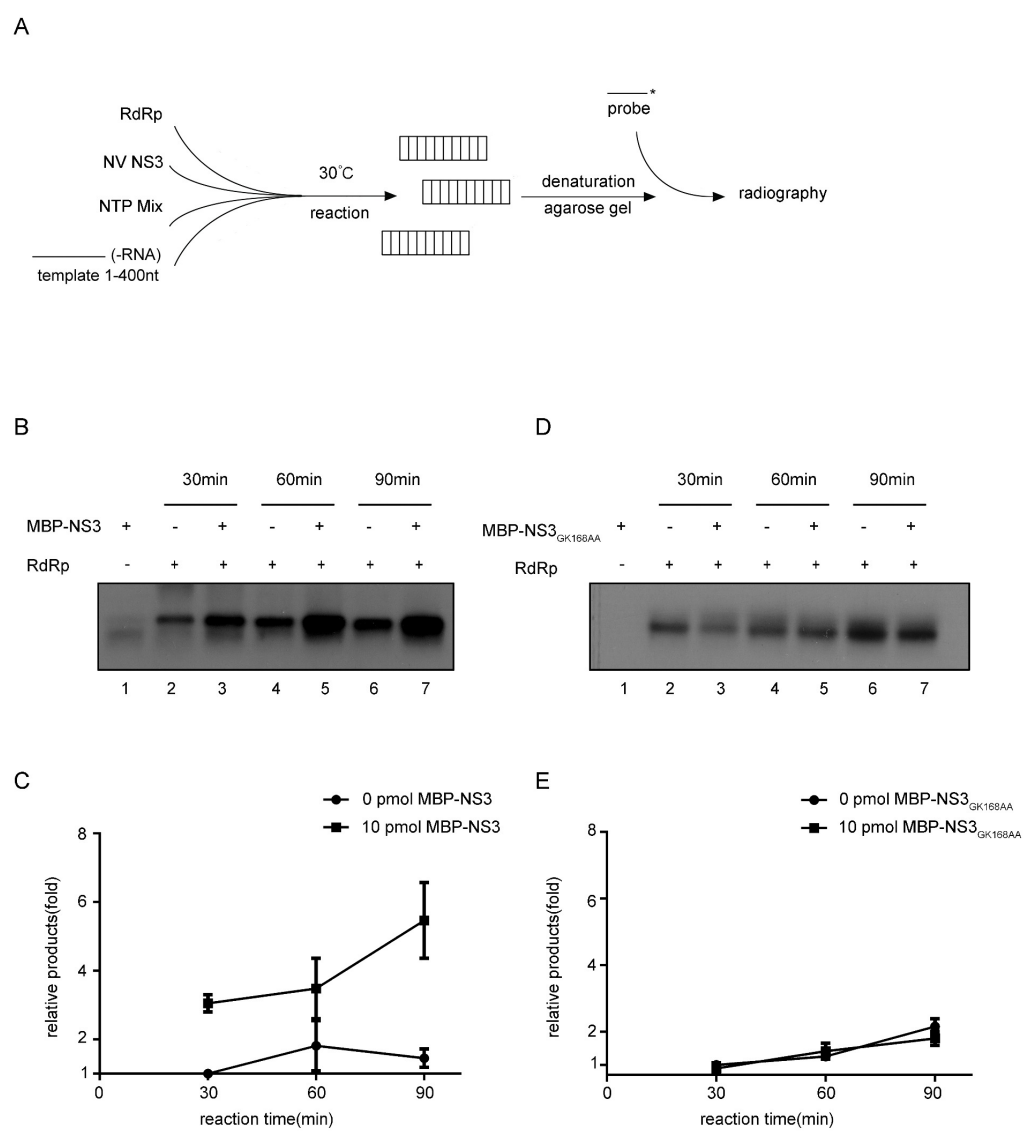 A
RdRp
NV NS3
NTP Mix
(-RNA)
template 1-400nt
30°C
reaction
denaturation
agarose gel
*
probe
radiography
B
30min 60min 90min
MBP-NS3 + - + - + - +
RdRp - + + + + + +
1 2 3 4 5 6 7
D
30min 60min 90min
MBP-NS3GK168AA + - + - + - +
RdRp - + + + + + +
1 2 3 4 5 6 7
C
0 pmol MBP-NS3
10 pmol MBP-NS3
relative products(fold)
8
6
4
2
1
0 30 60 90
reaction time(min)
E
0 pmol MBP-NS3GK168AA
10 pmol MBP-NS3GK168AA
relative products(fold)
8
6
4
2
1
0 30 60 90
reaction time(min)